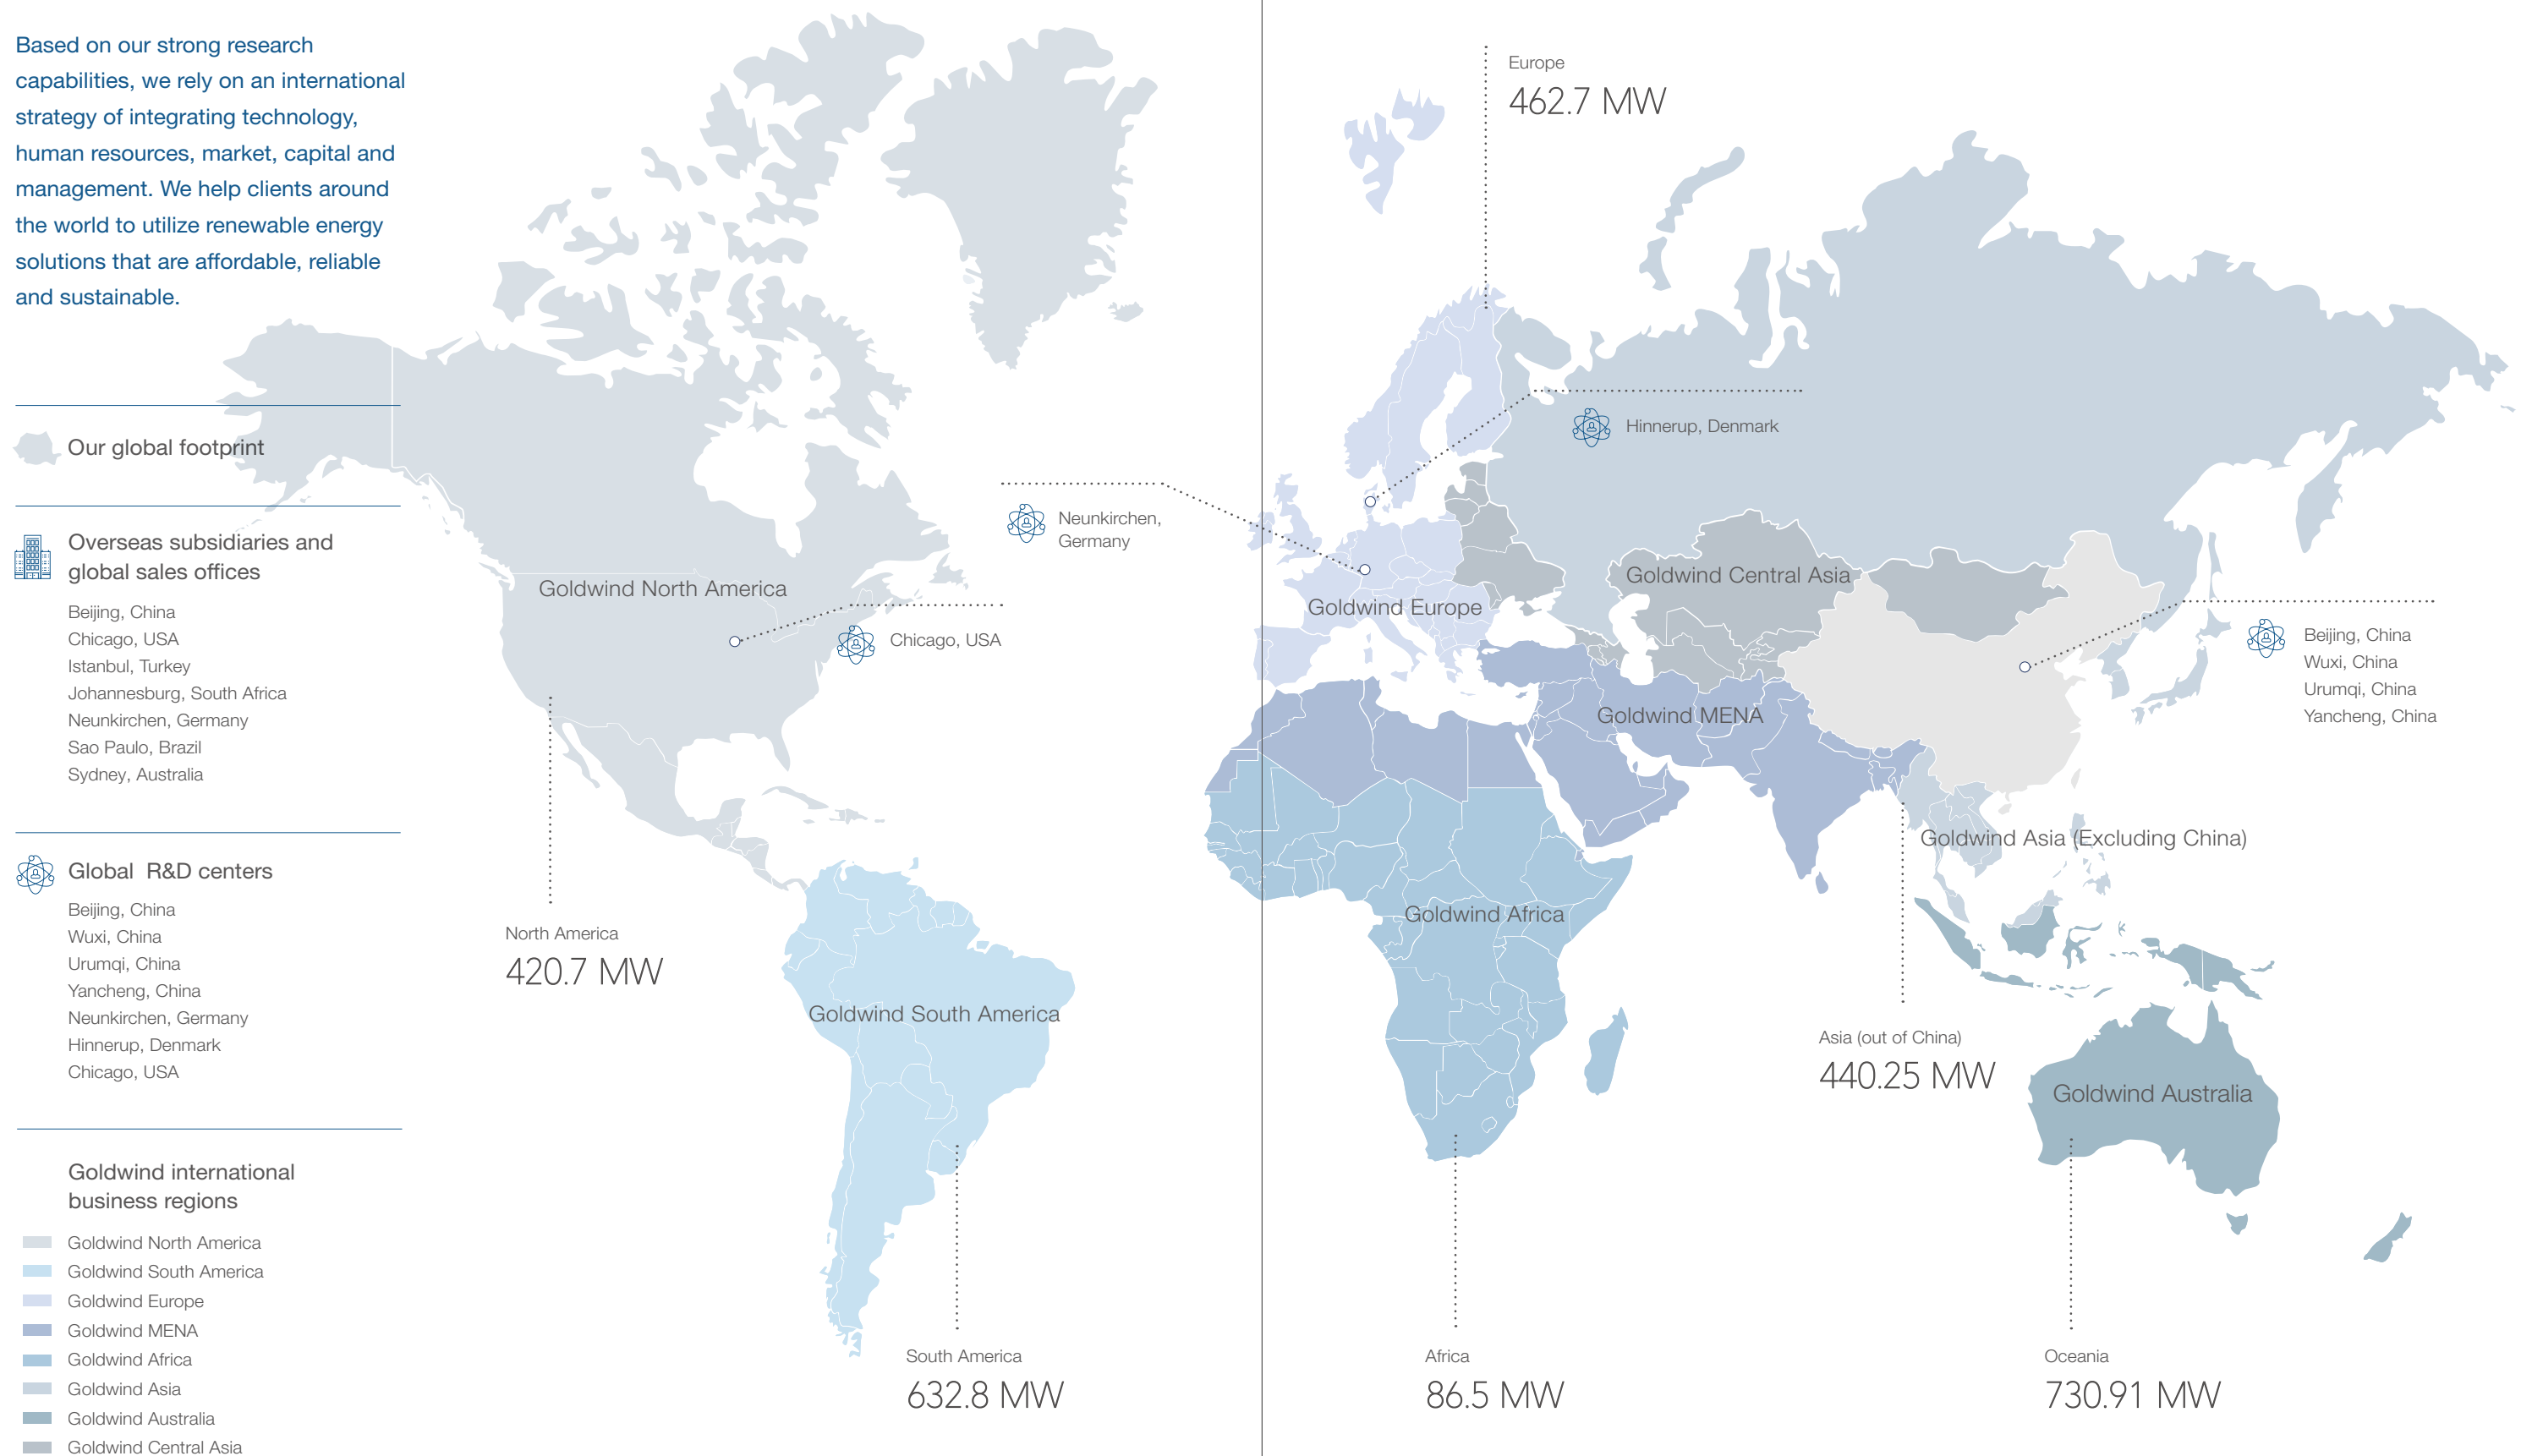 Based on our strong research
capabilities, we rely on an international
strategy of integrating technology,
human resources, market, capital and
management. We help clients around
the world to utilize renewable energy
solutions that are affordable, reliable
and sustainable.
Our global footprint
Overseas subsidiaries and
global sales offices
Beijing, China
Chicago, USA
Istanbul, Turkey
Johannesburg, South Africa
Neunkirchen, Germany
Sao Paulo, Brazil
Sydney, Australia
Global R&D centers
Beijing, China
Wuxi, China
Urumqi, China
Yancheng, China
Neunkirchen, Germany
Hinnerup, Denmark
Chicago, USA
Goldwind international
business regions
Goldwind North America
Goldwind South America
Goldwind Europe
Goldwind MENA
Goldwind Africa
Goldwind Asia
Goldwind Australia
Goldwind Central Asia
Goldwind North America
Chicago, USA
Neunkirchen,
Germany
North America
420.7 MW
Goldwind South America
South America
632.8 MW
Europe
462.7 MW
Hinnerup, Denmark
Goldwind Central Asia
Goldwind Europe
Beijing, China
Wuxi, China
Urumqi, China
Yancheng, China
Goldwind MENA
Goldwind Asia (Excluding China)
Goldwind Africa
Asia (out of China)
440.25 MW
Goldwind Australia
Africa
86.5 MW
Oceania
730.91 MW